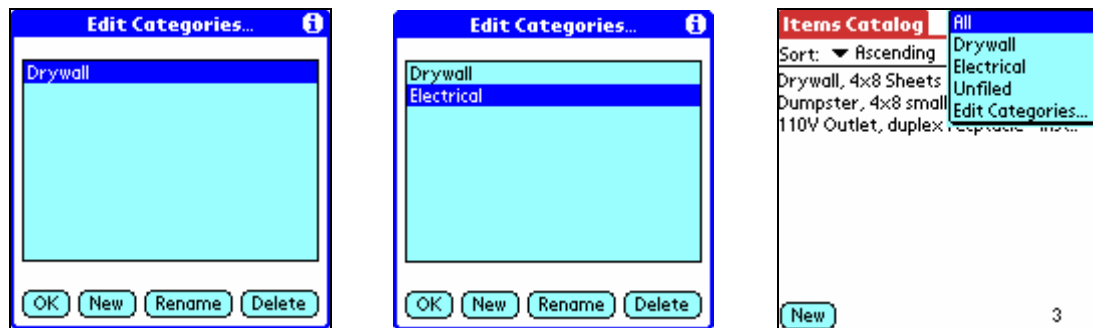 Edit Categories...
Drywall
OK New Rename Delete
Edit Categories...
Drywall
Electrical
OK New Rename Delete
Items Catalog
Sort: Ascending
Drywall, 4x8 Sheets
Dumpster, 4x8 small
110V Outlet, duplex
All
Drywall
Electrical
Unfiled
Edit Categories...
New 3